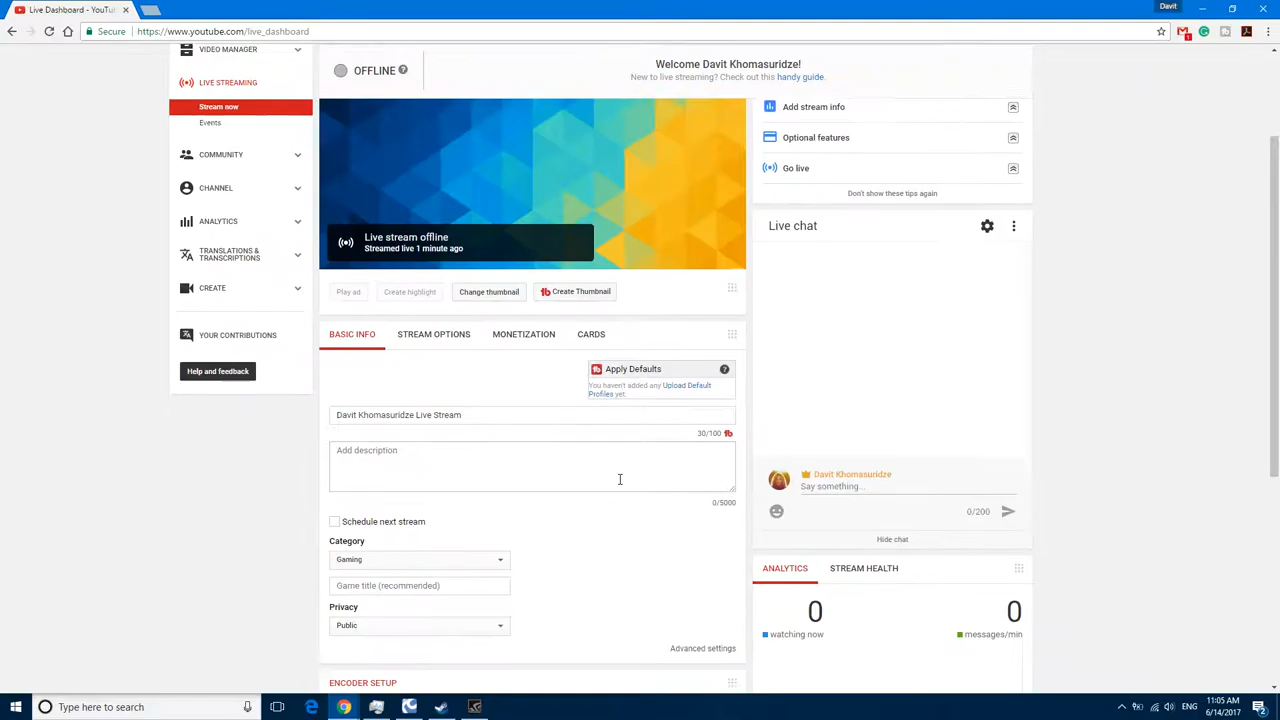 Live Dashboard - YouTu
Davit
Secure
https://www.youtube.com/live_dashboard
VIDEO MANAGER
LIVE STREAMING
Stream now
Events
COMMUNITY
CHANNEL
ANALYTICS
TRANSLATIONS &
TRANSCRIPTIONS
CREATE
YOUR CONTRIBUTIONS
Help and feedback
OFFLINE
Welcome Davit Khomasuridze!
New to live streaming? Check out this handy guide.
Live stream offline
Streamed live 1 minute ago
Play ad
Create highlight
Change thumbnail
Create Thumbnail
BASIC INFO
STREAM OPTIONS
MONETIZATION
CARDS
Apply Defaults
You haven't added any Upload Default
Profiles yet.
Davit Khomasuridze Live Stream
30/100
Add description
0/5000
Schedule next stream
Category
Gaming
Game title (recommended)
Privacy
Public
Advanced settings
ENCODER SETUP
Add stream info
Optional features
Go live
Don't show these tips again
Live chat
Davit Khomasuridze
Say something...
0/200
Hide chat
ANALYTICS
STREAM HEALTH
0
0
watching now
messages/min
Type here to search
ENG
11:05 AM
6/14/2017
2